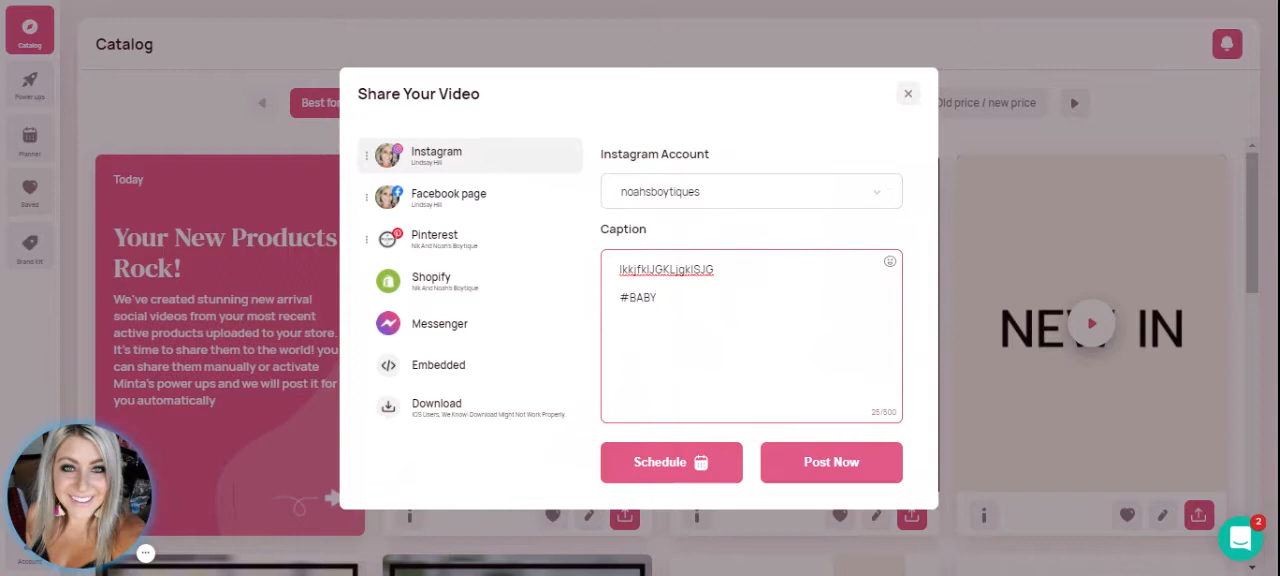 Catalog
Catalog
Power ups
Planner
Saved
Brand kit
Account
Best for
Old price / new price
Today
Your New Products
Rock!
We've created stunning new arrival
social videos from your most recent
active products uploaded to your store.
It's time to share them to the world! you
can share them manually or activate
Minta's power ups and we will post it for
you automatically
Share Your Video
Instagram
Lindsay Hill
Facebook page
Lindsay Hill
Pinterest
Nik And Noah's Boytique
Shopify
Nik And Noah's Boytique
Messenger
Embedded
Download
IOS Users, We Know! Download Might Not Work Properly.
Instagram Account
noahsboytiques
Caption
#BABY
25/500
Schedule
Post Now
NEW IN
2